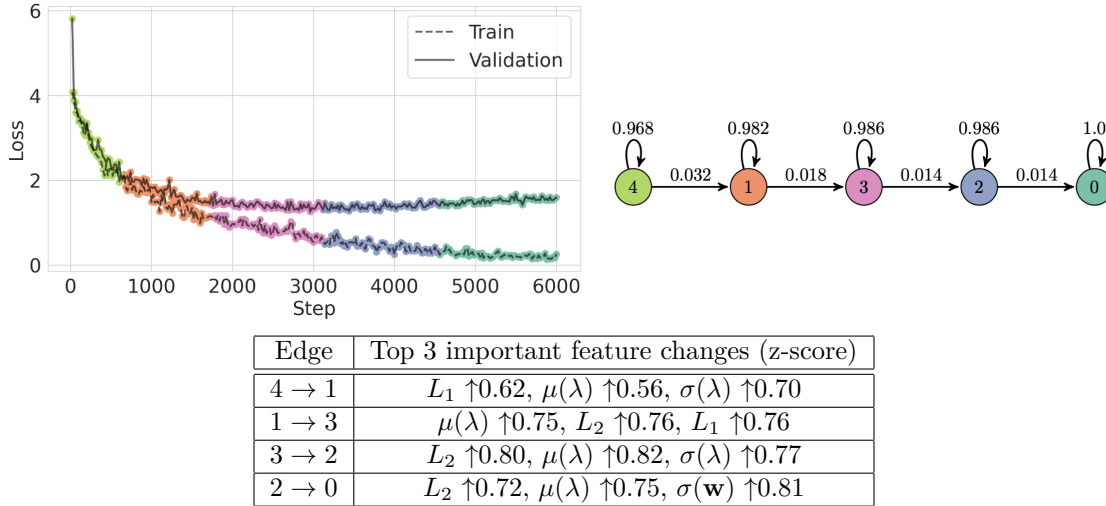 6
4
2
0
Loss
0 1000 2000 3000 4000 5000 6000
Step
Train
Validation
0.968 0.982 0.986 0.986 1.0
0.032 0.018 0.014 0.014
4 1 3 2 0
Edge Top 3 important feature changes (z-score)
4 → 1 L₁ ↑0.62, μ(λ) ↑0.56, σ(λ) ↑0.70
1 → 3 μ(λ) ↑0.75, L₂ ↑0.76, L₁ ↑0.76
3 → 2 L₂ ↑0.80, μ(λ) ↑0.82, σ(λ) ↑0.77
2 → 0 L₂ ↑0.72, μ(λ) ↑0.75, σ(w) ↑0.81